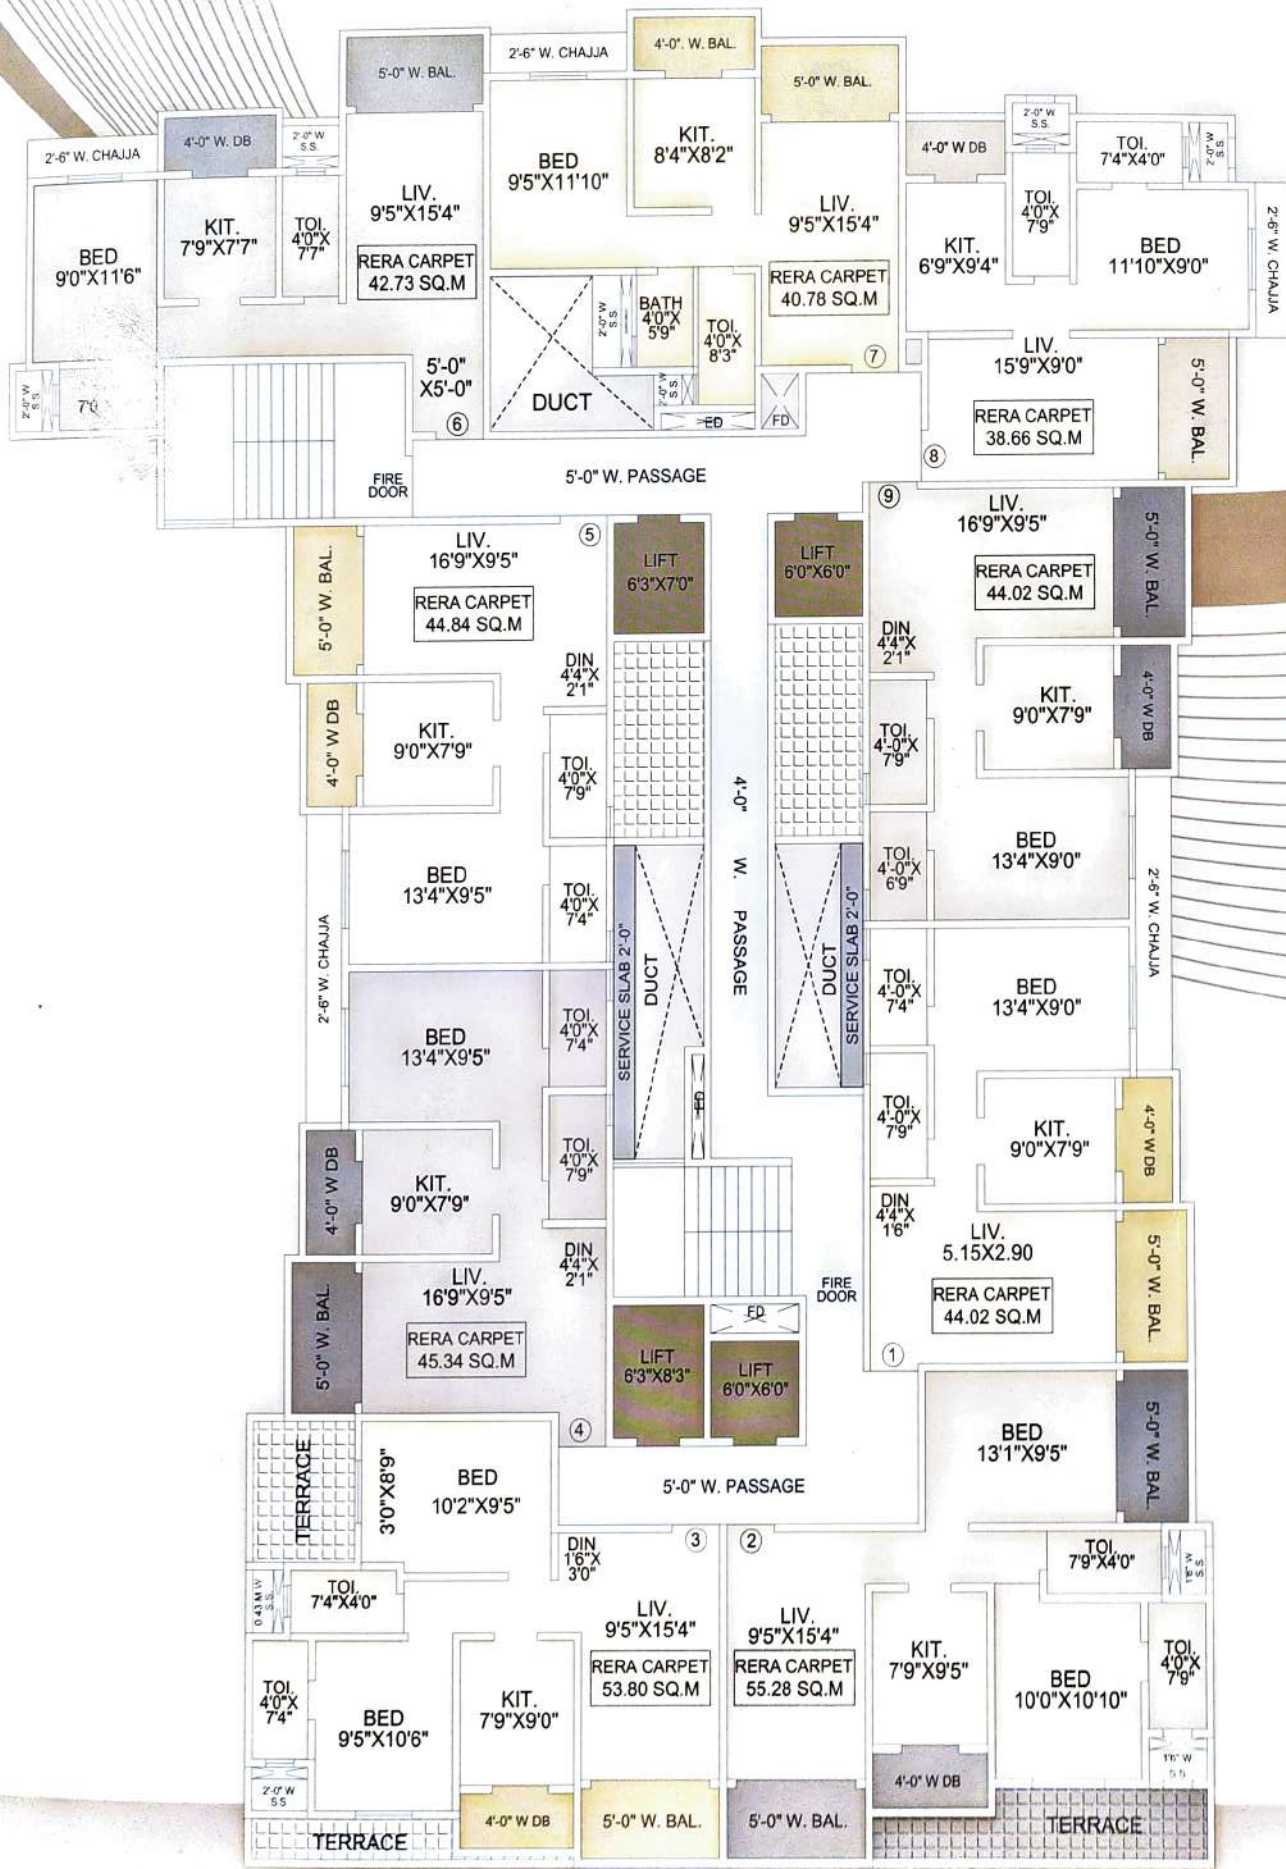 2'-6" W. CHAJJA
4'-0" W. DB
2'-0" W
S.S.
5'-0" W. BAL.
2'-6" W. CHAJJA
4'-0". W. BAL.
5'-0" W. BAL.
BED
9'0"X11'6"
KIT.
7'9"X7'7"
TOI.
4'0"X
7'7"
LIV.
9'5"X15'4"
RERA CARPET
42.73 SQ.M
5'-0"
X5'-0"
6
2'-0" W
S.S.
BED
9'5"X11'10"
KIT.
8'4"X8'2"
LIV.
9'5"X15'4"
RERA CARPET
40.78 SQ.M
7
2'-0" W
S.S.
BATH
4'0"X
5'9"
TOI.
4'0"X
8'3"
2'-0" W
S.S.
DUCT
ED
FD
4'-0" W DB
2'-0" W
S.S.
TOI.
7'4"X4'0"
2'-0" W
S.S.
TOI.
4'0"X
7'9"
KIT.
6'9"X9'4"
BED
11'10"X9'0"
2'-6" W. CHAJJA
LIV.
15'9"X9'0"
RERA CARPET
38.66 SQ.M
5'-0" W. BAL.
8
FIRE
DOOR
5'-0" W. PASSAGE
5
LIV.
16'9"X9'5"
RERA CARPET
44.84 SQ.M
5'-0" W. BAL.
DIN
4'4"X
2'1"
4'-0" W DB
KIT.
9'0"X7'9"
TOI.
4'0"X
7'9"
BED
13'4"X9'5"
TOI.
4'0"X
7'4"
2'-6" W. CHAJJA
LIFT
6'3"X7'0"
LIFT
6'0"X6'0"
4'-0" W. PASSAGE
SERVICE SLAB 2'-0"
DUCT
ED
DUCT
SERVICE SLAB 2'-0"
9
LIV.
16'9"X9'5"
RERA CARPET
44.02 SQ.M
5'-0" W. BAL.
DIN
4'4"X
2'1"
KIT.
9'0"X7'9"
4'-0" W DB
TOI.
4'-0"X
7'9"
TOI.
4'-0"X
6'9"
BED
13'4"X9'0"
2'-6" W. CHAJJA
TOI.
4'-0"X
7'4"
BED
13'4"X9'0"
TOI.
4'-0"X
7'9"
KIT.
9'0"X7'9"
4'-0" W DB
DIN
4'4"X
1'6"
LIV.
5.15X2.90
RERA CARPET
44.02 SQ.M
5'-0" W. BAL.
1
BED
13'4"X9'5"
TOI.
4'0"X
7'4"
4'-0" W DB
KIT.
9'0"X7'9"
TOI.
4'0"X
7'9"
DIN
4'4"X
2'1"
LIV.
16'9"X9'5"
RERA CARPET
45.34 SQ.M
5'-0" W. BAL.
4
FIRE
DOOR
FD
LIFT
6'3"X8'3"
LIFT
6'0"X6'0"
5'-0" W. PASSAGE
TERRACE
3'0"X8'9"
BED
10'2"X9'5"
DIN
1'6"X
3'0"
3
0.43 M W
S.S.
TOI.
7'4"X4'0"
LIV.
9'5"X15'4"
RERA CARPET
53.80 SQ.M
TOI.
4'0"X
7'4"
BED
9'5"X10'6"
KIT.
7'9"X9'0"
2'-0" W
S.S
TERRACE
4'-0" W DB
5'-0" W. BAL.
2
BED
13'1"X9'5"
5'-0" W. BAL.
TOI.
7'9"X4'0"
S.S.
LIV.
9'5"X15'4"
RERA CARPET
55.28 SQ.M
KIT.
7'9"X9'5"
BED
10'0"X10'10"
TOI.
4'0"X
7'9"
1'6" W
S.S
4'-0" W DB
5'-0" W. BAL.
TERRACE